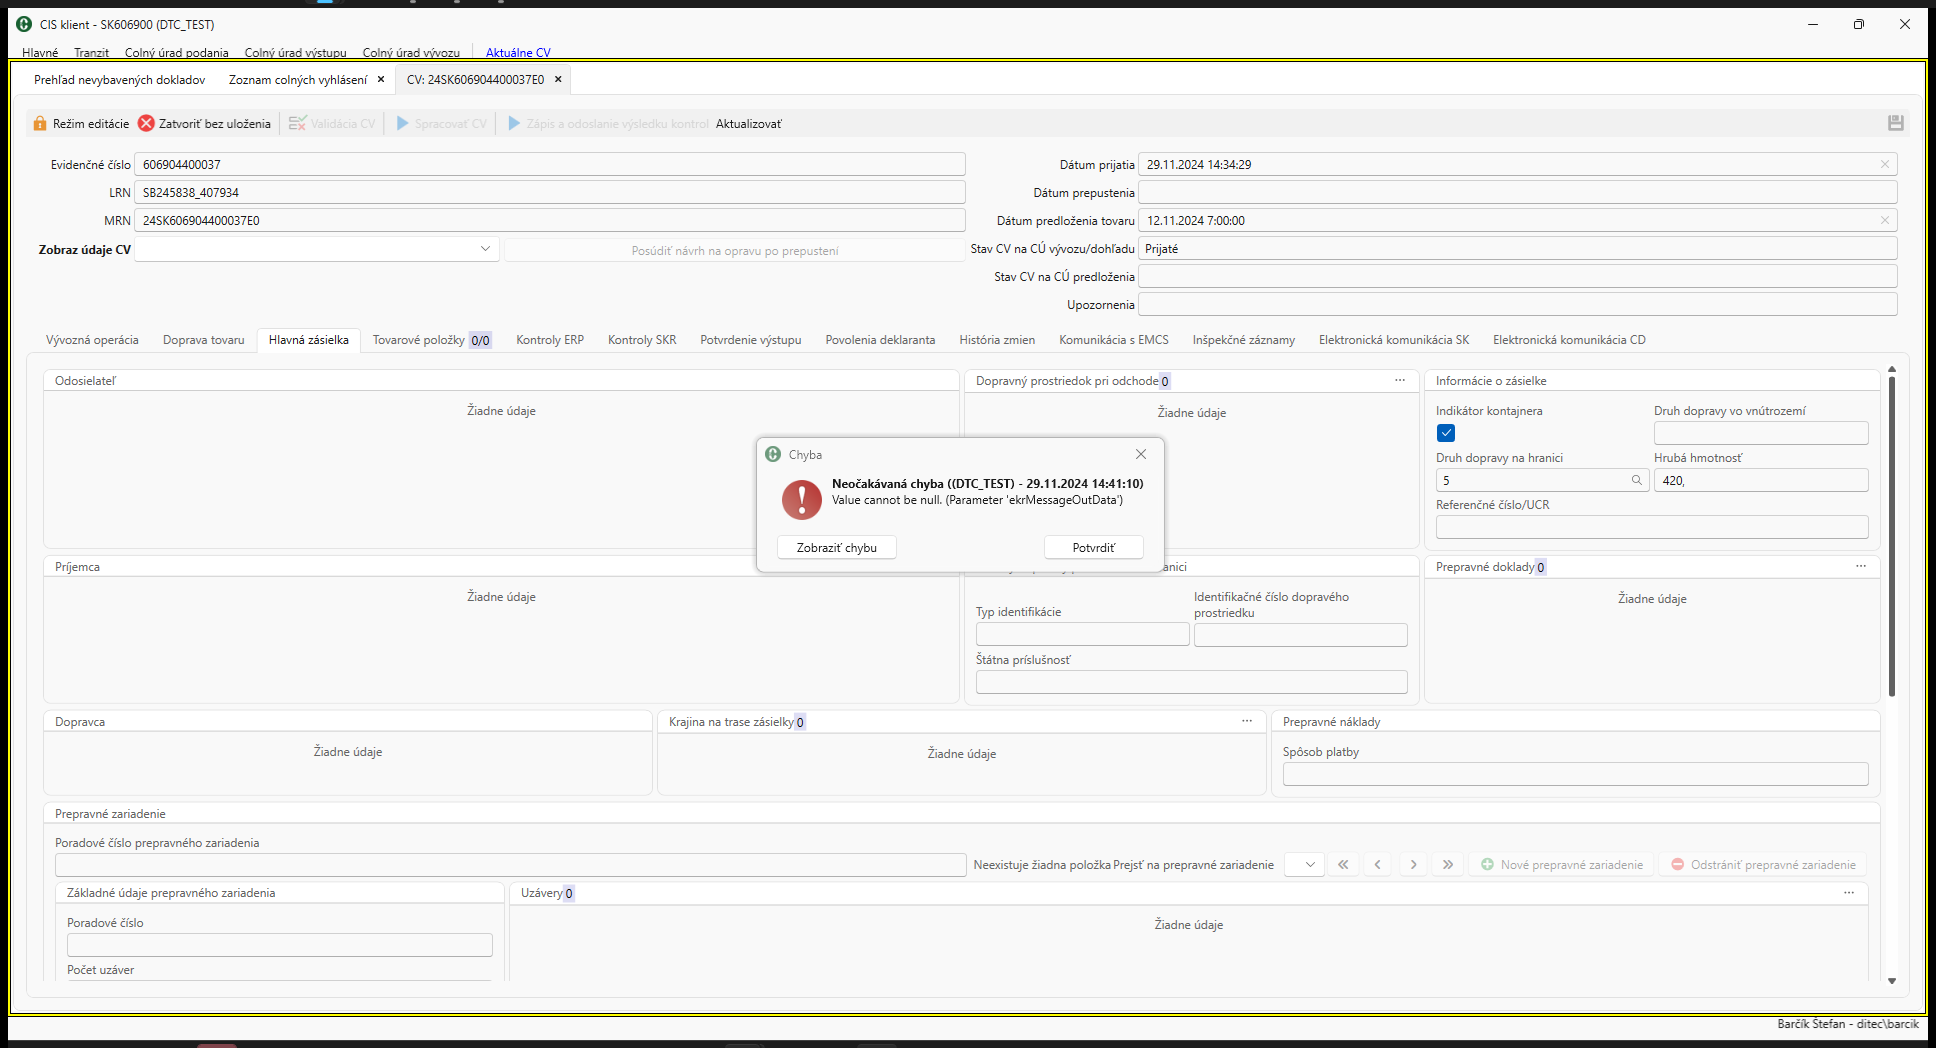 CIS klient - SK606900 (DTC_TEST)
Hlavné Tranzit Colný úrad podania Colný úrad výstupu Colný úrad vývozu Aktuálne CV
Prehľad nevybavených dokladov Zoznam colných vyhlásení CV: 24SK606904400037E0
Režim editácie Zatvoriť bez uloženia Validácia CV Spracovať CV Zápis a odoslanie výsledku kontrol Aktualizovať
Evidenčné číslo 606904400037 Dátum prijatia 29.11.2024 14:34:29
LRN SB245838_407934 Dátum prepustenia
MRN 24SK606904400037E0 Dátum predloženia tovaru 12.11.2024 7:00:00
Zobraz údaje CV Posúdiť návrh na opravu po prepustení Stav CV na CÚ vývozu/dohľadu Prijaté
Stav CV na CÚ predloženia
Upozornenia
Vývozná operácia Doprava tovaru Hlavná zásielka Tovarové položky 0/0 Kontroly ERP Kontroly SKR Potvrdenie výstupu Povolenia deklaranta História zmien Komunikácia s EMCS Inšpekčné záznamy Elektronická komunikácia SK Elektronická komunikácia CD
Odosielateľ Dopravný prostriedok pri odchode 0 ... Informácie o zásielke
Žiadne údaje Žiadne údaje Indikátor kontajnera Druh dopravy vo vnútrozemí
Druh dopravy na hranici Hrubá hmotnosť
5 420,
Referenčné číslo/UCR
Chyba
Neočakávaná chyba ((DTC_TEST) - 29.11.2024 14:41:10)
Value cannot be null. (Parameter 'ekrMessageOutData')
Zobraziť chybu Potvrdiť
Príjemca anici Prepravné doklady 0 ...
Žiadne údaje Žiadne údaje
Typ identifikácie Identifikačné číslo dopravého
prostriedku
Štátna príslušnosť
Dopravca Krajina na trase zásielky 0 ... Prepravné náklady
Žiadne údaje Žiadne údaje Spôsob platby
Prepravné zariadenie
Poradové číslo prepravného zariadenia
Neexistuje žiadna položka Prejsť na prepravné zariadenie Nové prepravné zariadenie Odstrániť prepravné zariadenie
Základné údaje prepravného zariadenia Uzávery 0 ...
Poradové číslo Žiadne údaje
Počet uzáver
Barčík Štefan - ditec\barcik